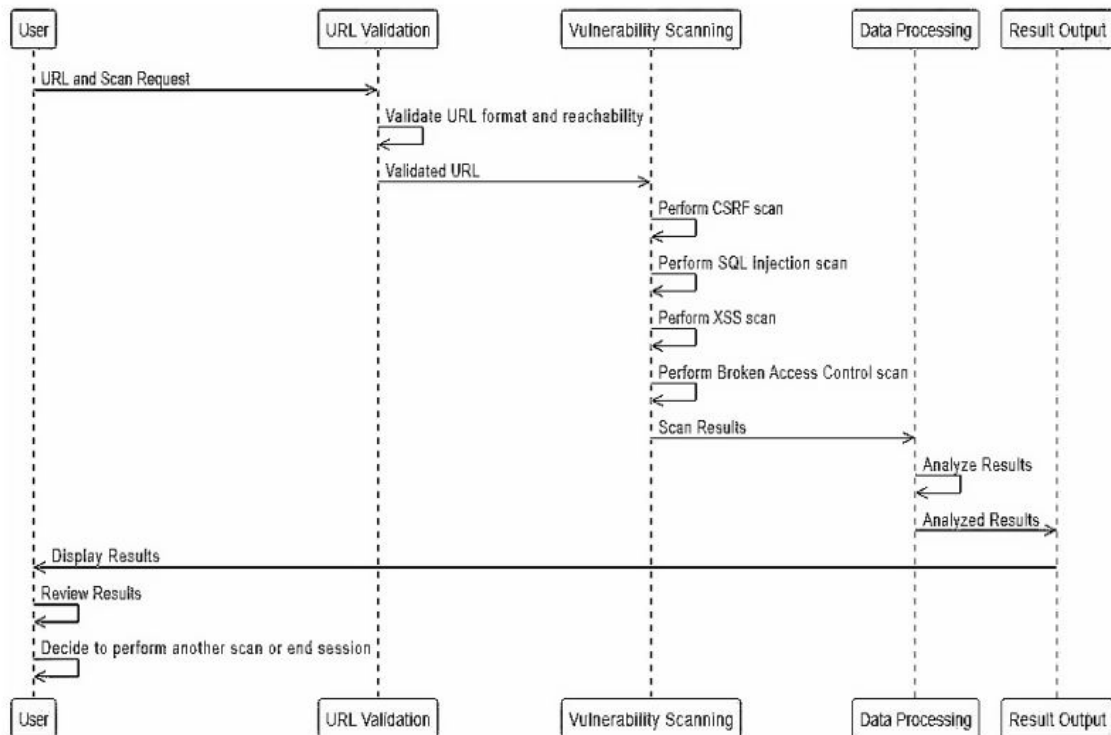 User
URL Validation
Vulnerability Scanning
Data Processing
Result Output
URL and Scan Request
Validate URL format and reachability
Validated URL
Perform CSRF scan
Perform SQL injection scan
Perform XSS scan
Perform Broken Access Control scan
Scan Results
Analyze Results
Analyzed Results
Display Results
Review Results
Decide to perform another scan or end session
User
URL Validation
Vulnerability Scanning
Data Processing
Result Output